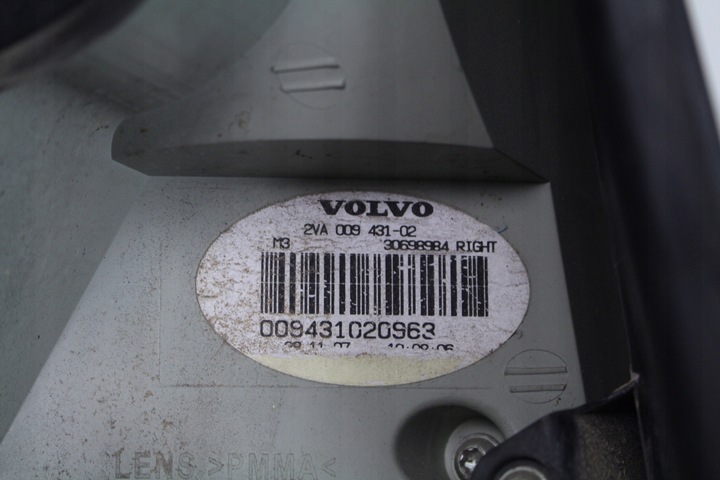 VOLVO
2VA 009 431-02
M3 30698984 RIGHT
009431020963
LENS >PMMA<